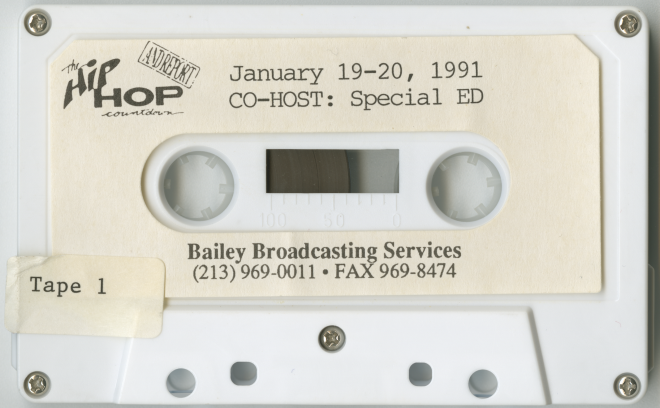 the
HIP
HOP
countdown
AND REPORT
January 19-20, 1991
CO-HOST: Special ED
100 50 0
Bailey Broadcasting Services
(213) 969-0011 • FAX 969-8474
Tape 1